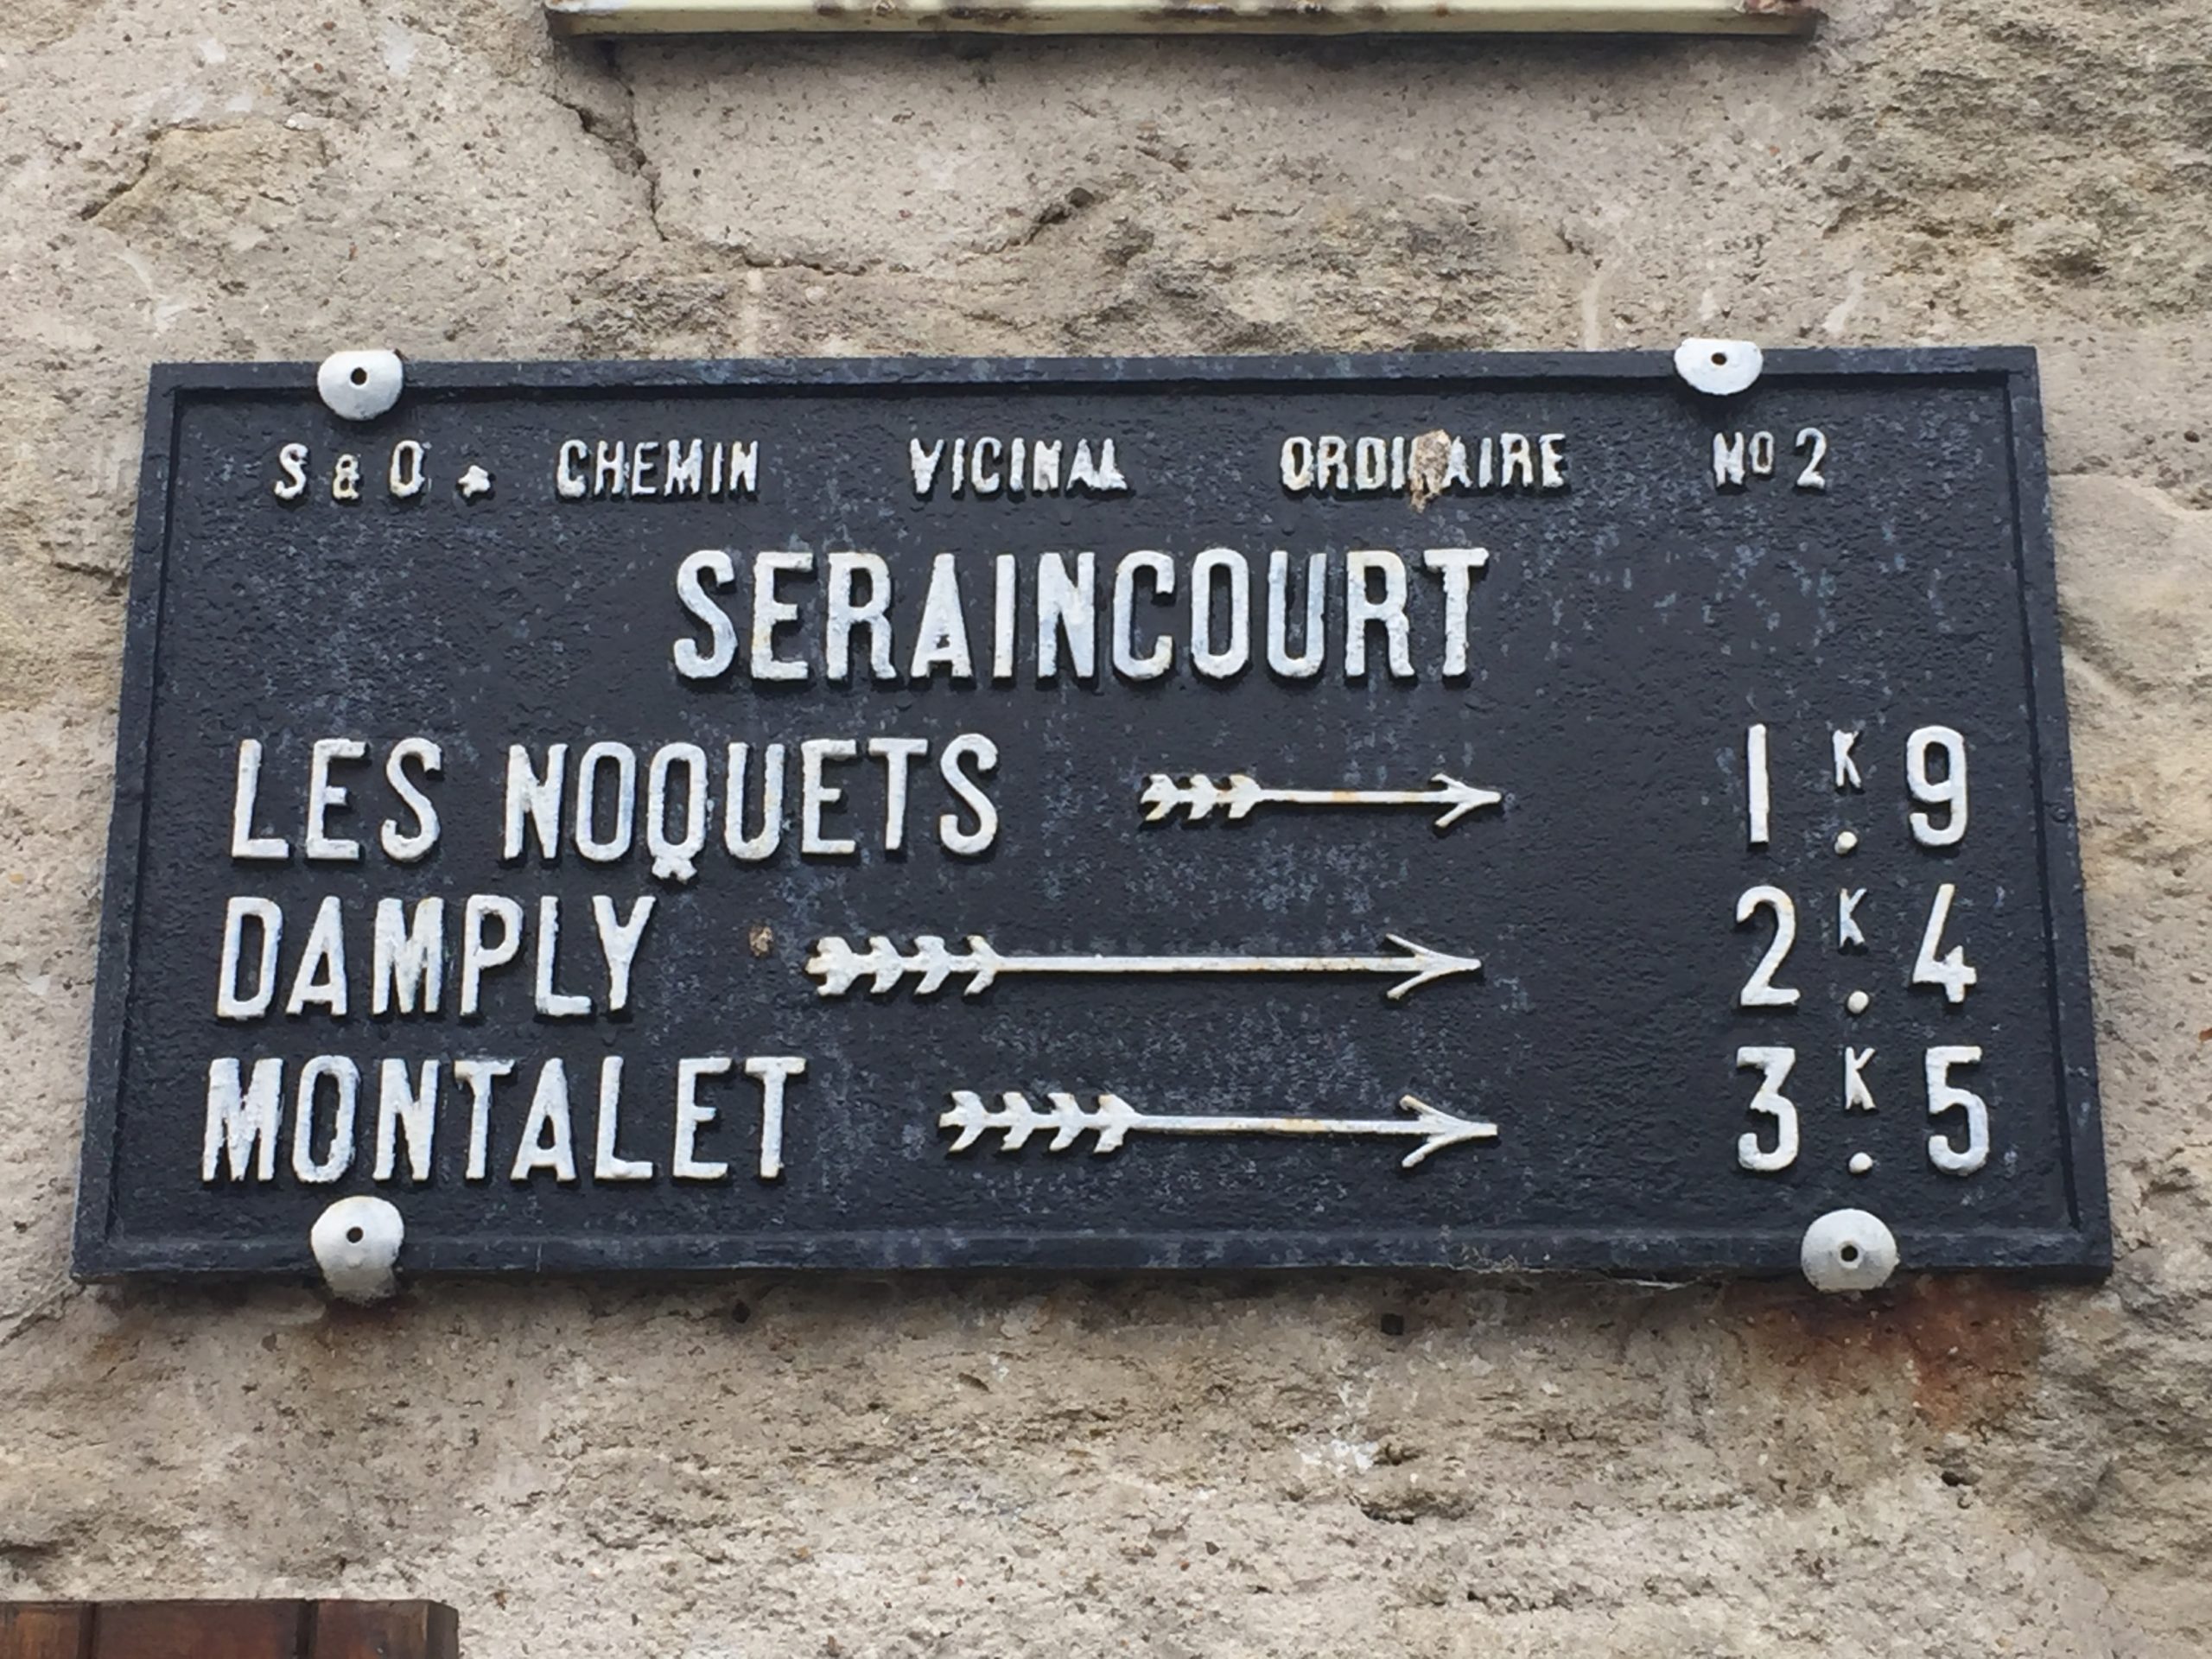 S & O ★ CHEMIN VICINAL ORDINAIRE No 2
SERAINCOURT
LES NOQUETS → 1K.9
DAMPLY → 2K.4
MONTALET → 3K.5